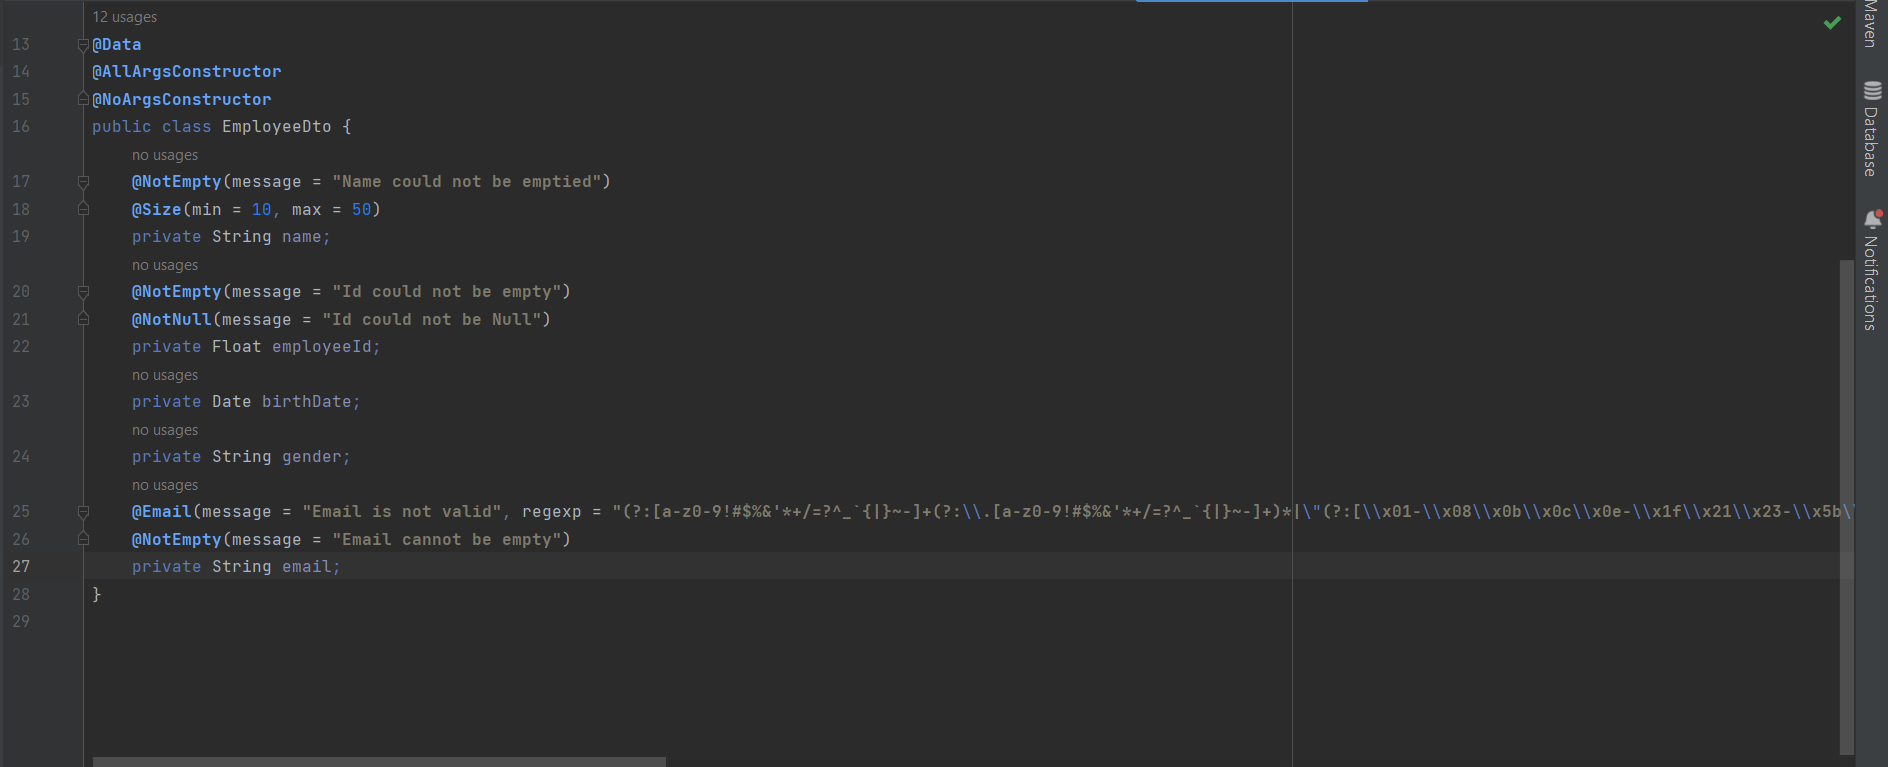 12 usages
13 @Data
14 @AllArgsConstructor
15 @NoArgsConstructor
16 public class EmployeeDto {
no usages
17 @NotEmpty(message = "Name could not be emptied")
18 @Size(min = 10, max = 50)
19 private String name;
no usages
20 @NotEmpty(message = "Id could not be empty")
21 @NotNull(message = "Id could not be Null")
22 private Float employeeId;
no usages
23 private Date birthDate;
no usages
24 private String gender;
no usages
25 @Email(message = "Email is not valid", regexp = "(?:[a-z0-9!#$%&'*+/=?^_`{|}~-]+(?:\\.[a-z0-9!#$%&'*+/=?^_`{|}~-]+)*|\"(?:[\\x01-\\x08\\x0b\\x0c\\x0e-\\x1f\\x21\\x23-\\x5b\\
26 @NotEmpty(message = "Email cannot be empty")
27 private String email;
28 }
29
Maven
Database
Notifications